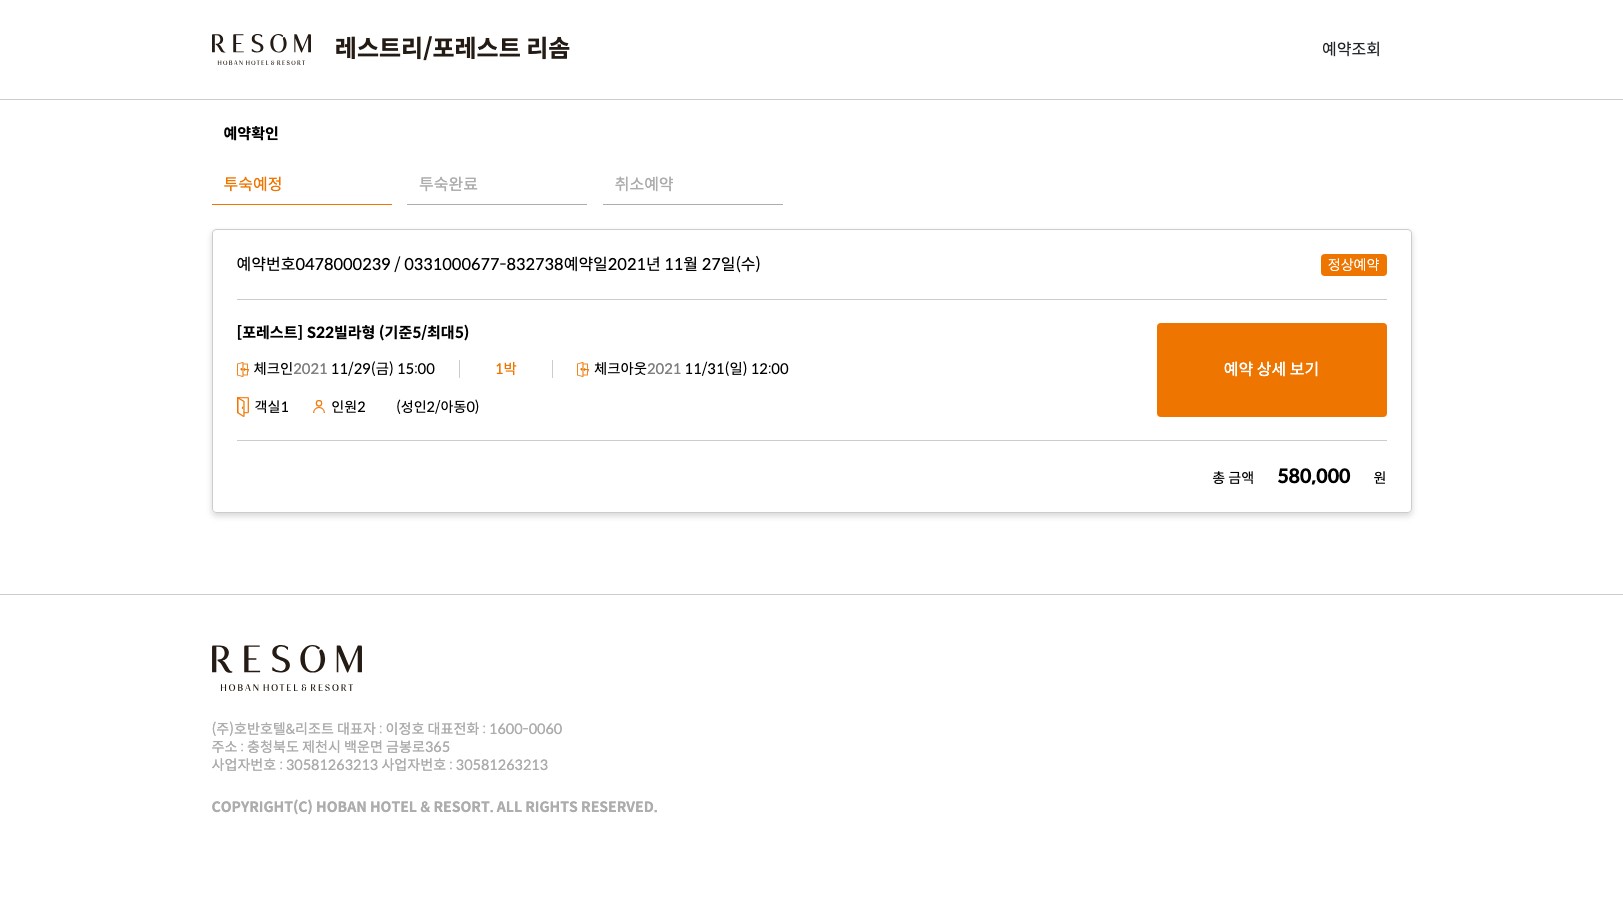 RESOM
HOBAN HOTEL & RESORT
레스트리/포레스트 리솜
예약조회
예약확인
투숙예정
투숙완료
취소예약
예약번호0478000239 / 0331000677-832738예약일2021년 11월 27일(수)
정상예약
[포레스트] S22빌라형 (기준5/최대5)
체크인2021 11/29(금) 15:00
1박
체크아웃2021 11/31(일) 12:00
객실1
인원2
(성인2/아동0)
예약 상세 보기
총 금액 580,000 원
RESOM
HOBAN HOTEL & RESORT
(주)호반호텔&리조트 대표자 : 이정호 대표전화 : 1600-0060
주소 : 충청북도 제천시 백운면 금봉로365
사업자번호 : 30581263213 사업자번호 : 30581263213
COPYRIGHT(C) HOBAN HOTEL & RESORT. ALL RIGHTS RESERVED.